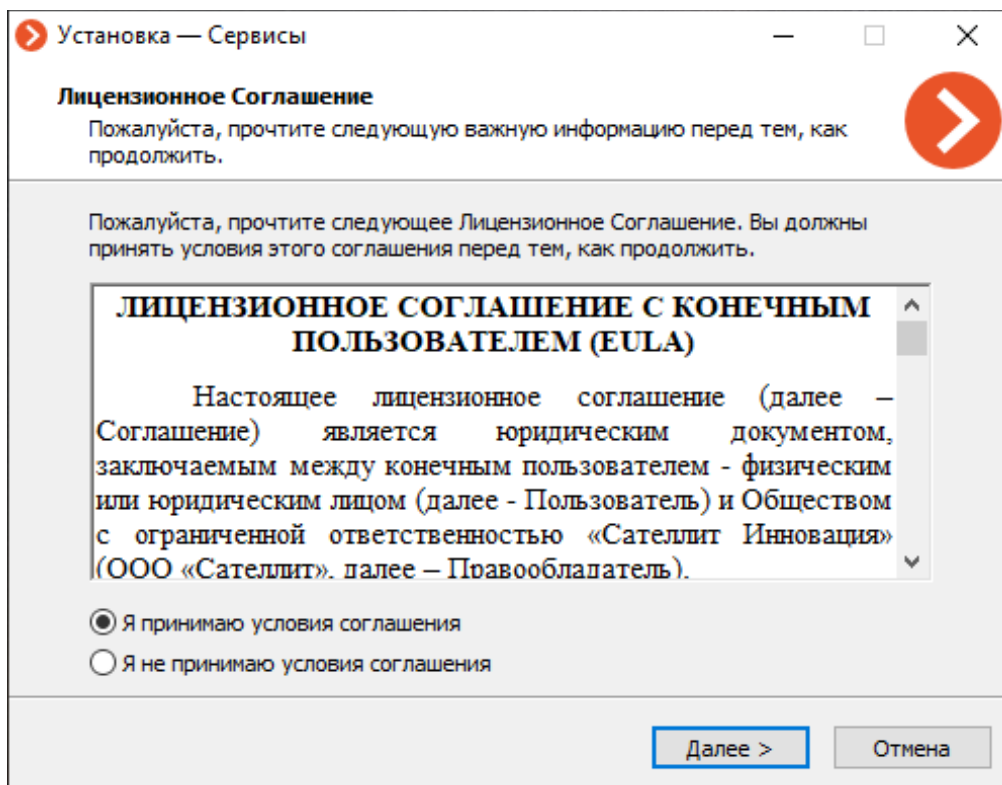 Установка — Сервисы
Лицензионное Соглашение
Пожалуйста, прочтите следующую важную информацию перед тем, как
продолжить.
Пожалуйста, прочтите следующее Лицензионное Соглашение. Вы должны
принять условия этого соглашения перед тем, как продолжить.
ЛИЦЕНЗИОННОЕ СОГЛАШЕНИЕ С КОНЕЧНЫМ
ПОЛЬЗОВАТЕЛЕМ (EULA)
Настоящее лицензионное соглашение (далее –
Соглашение) является юридическим документом,
заключаемым между конечным пользователем - физическим
или юридическим лицом (далее - Пользователь) и Обществом
с ограниченной ответственностью «Сателлит Инновация»
(ООО «Сателлит», далее – Правообладатель).
Я принимаю условия соглашения
Я не принимаю условия соглашения
Далее >
Отмена